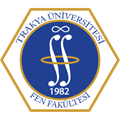 TRAKYA ÜNİVERSİTESİ
1982
FEN FAKÜLTESİ